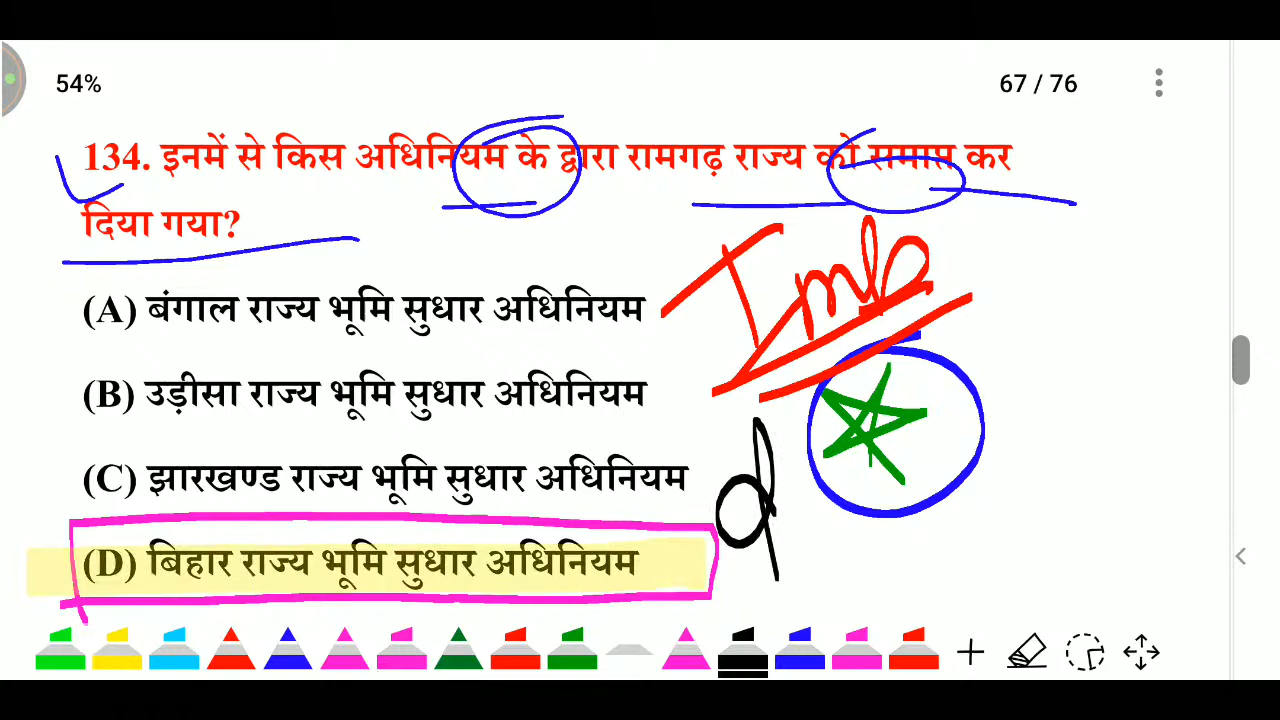 54%
67 / 76
134. इनमें से किस अधिनियम के द्वारा रामगढ़ राज्य को समाप्त कर
दिया गया?
Imp
(A) बंगाल राज्य भूमि सुधार अधिनियम
(B) उड़ीसा राज्य भूमि सुधार अधिनियम
(C) झारखण्ड राज्य भूमि सुधार अधिनियम
d
(D) बिहार राज्य भूमि सुधार अधिनियम